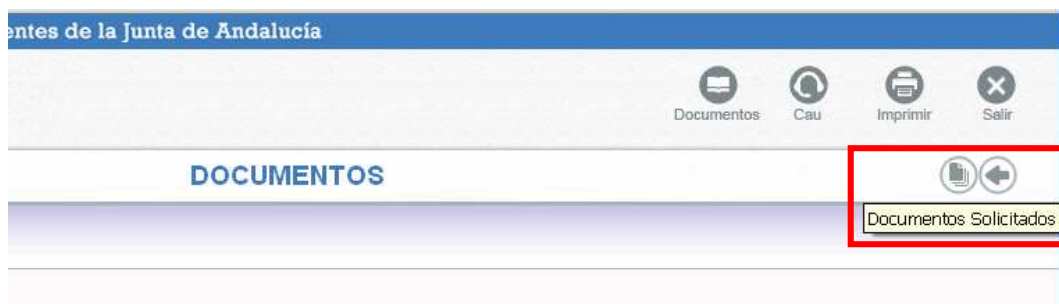 entes de la Junta de Andalucía
Documentos Cau Imprimir Salir
DOCUMENTOS
Documentos Solicitados